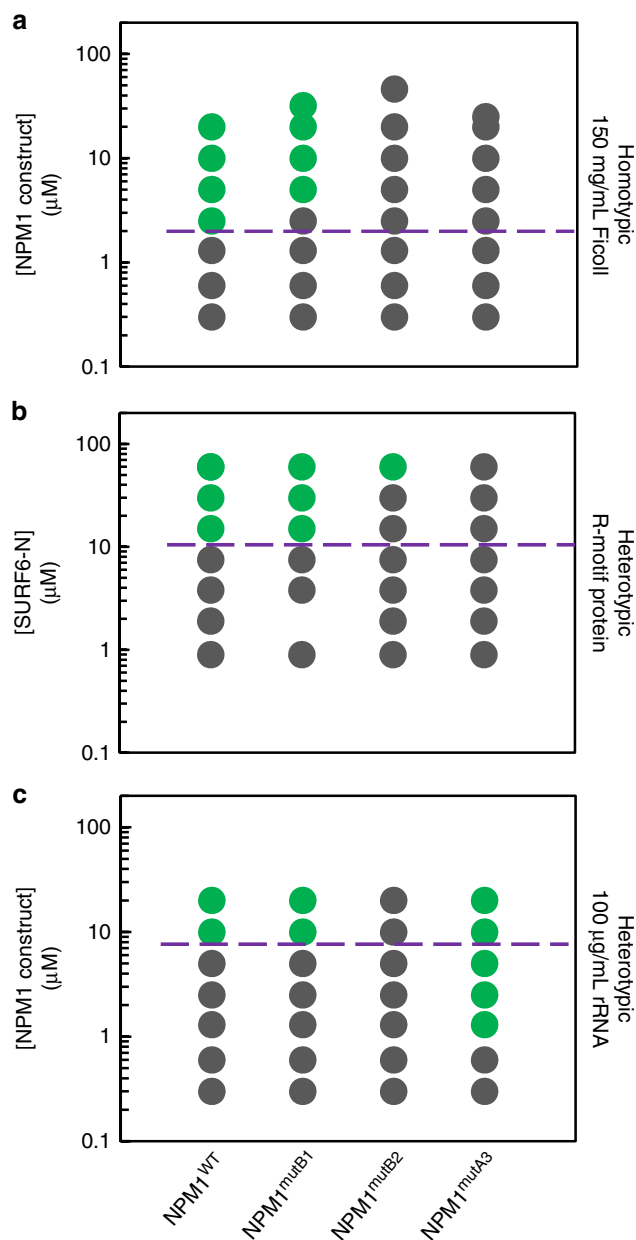 a
100
10
1
0.1
[NPM1 construct]
(μM)
Homotypic
150 mg/mL Ficoll
b
100
10
1
0.1
[SURF6-N]
(μM)
Heterotypic
R-motif protein
c
100
10
1
0.1
[NPM1 construct]
(μM)
Heterotypic
100 μg/mL rRNA
NPM1WT
NPM1mutB1
NPM1mutB2
NPM1mutA3